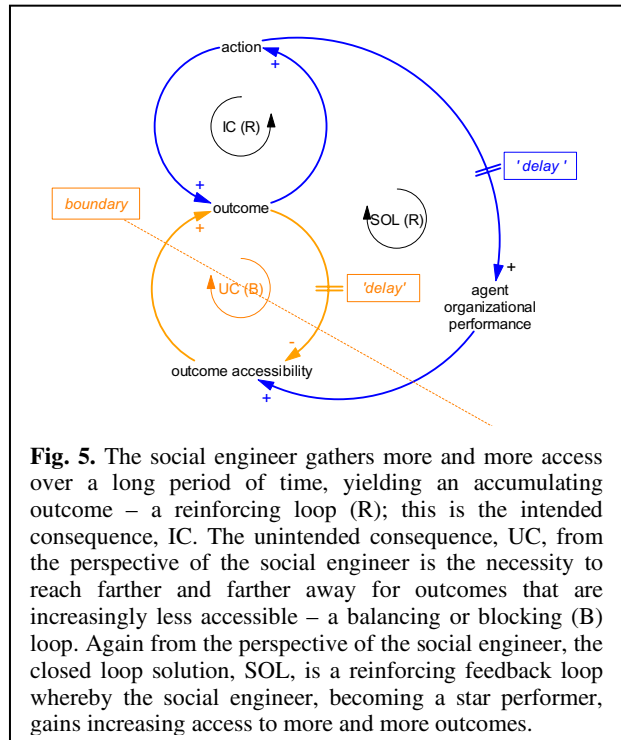 action
+
IC (R)
' delay '
+
boundary
outcome
+
SOL (R)
UC (B)
'delay'
+
agent
organizational
performance
-
outcome accessibility
+
Fig. 5. The social engineer gathers more and more access
over a long period of time, yielding an accumulating
outcome – a reinforcing loop (R); this is the intended
consequence, IC. The unintended consequence, UC, from
the perspective of the social engineer is the necessity to
reach farther and farther away for outcomes that are
increasingly less accessible – a balancing or blocking (B)
loop. Again from the perspective of the social engineer, the
closed loop solution, SOL, is a reinforcing feedback loop
whereby the social engineer, becoming a star performer,
gains increasing access to more and more outcomes.